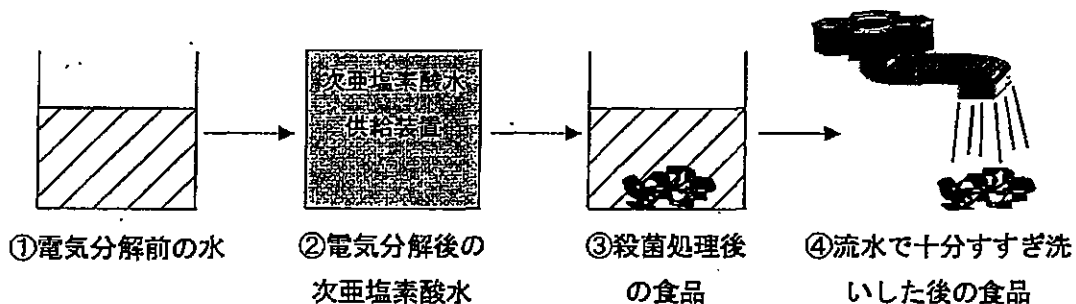 次亜塩素酸水
供給装置
①電気分解前の水
②電気分解後の
次亜塩素酸水
③殺菌処理後
の食品
④流水で十分すすぎ洗
いした後の食品